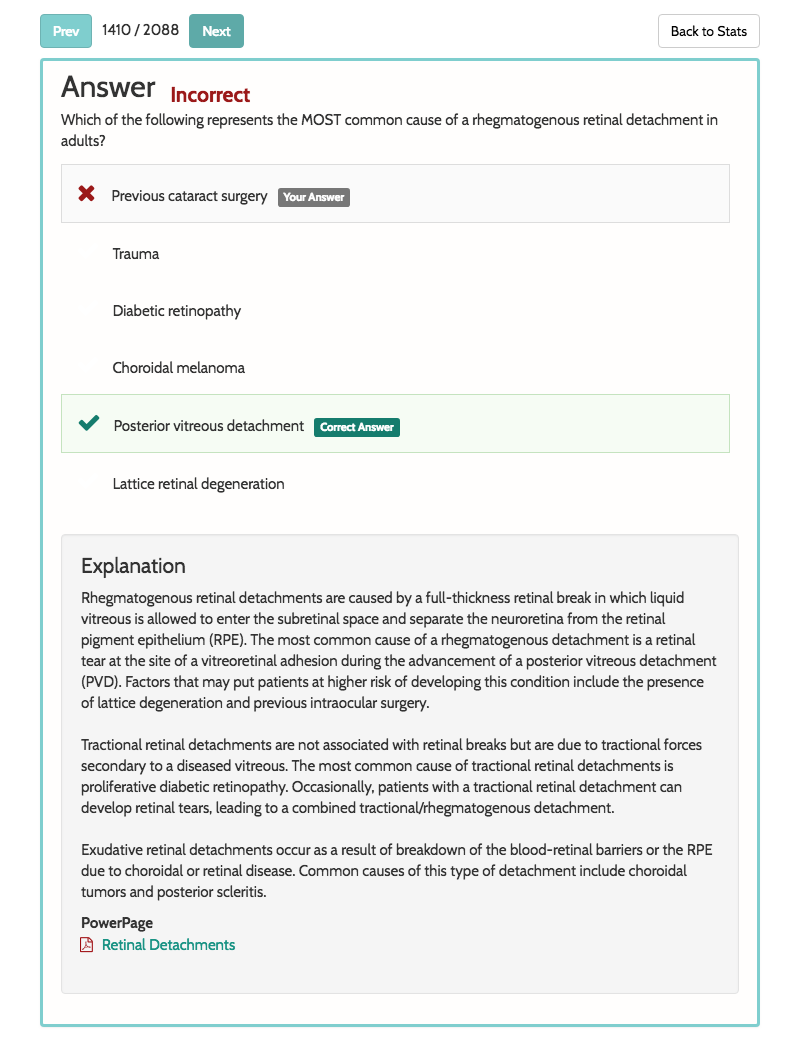 Prev 1410 / 2088 Next Back to Stats
Answer Incorrect
Which of the following represents the MOST common cause of a rhegmatogenous retinal detachment in
adults?
Previous cataract surgery Your Answer
Trauma
Diabetic retinopathy
Choroidal melanoma
Posterior vitreous detachment Correct Answer
Lattice retinal degeneration
Explanation
Rhegmatogenous retinal detachments are caused by a full-thickness retinal break in which liquid
vitreous is allowed to enter the subretinal space and separate the neuroretina from the retinal
pigment epithelium (RPE). The most common cause of a rhegmatogenous detachment is a retinal
tear at the site of a vitreoretinal adhesion during the advancement of a posterior vitreous detachment
(PVD). Factors that may put patients at higher risk of developing this condition include the presence
of lattice degeneration and previous intraocular surgery.
Tractional retinal detachments are not associated with retinal breaks but are due to tractional forces
secondary to a diseased vitreous. The most common cause of tractional retinal detachments is
proliferative diabetic retinopathy. Occasionally, patients with a tractional retinal detachment can
develop retinal tears, leading to a combined tractional/rhegmatogenous detachment.
Exudative retinal detachments occur as a result of breakdown of the blood-retinal barriers or the RPE
due to choroidal or retinal disease. Common causes of this type of detachment include choroidal
tumors and posterior scleritis.
PowerPage
Retinal Detachments